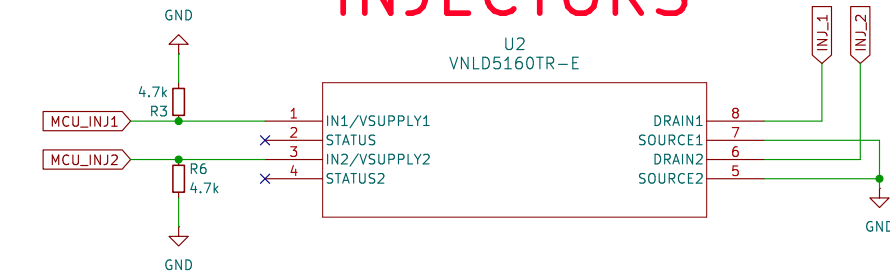 INJECTORS
GND
U2
VNLD5160TR-E
INJ_1
INJ_2
4.7k
R3
MCU_INJ1
1
IN1/VSUPPLY1
DRAIN1
8
2
STATUS
SOURCE1
7
MCU_INJ2
3
IN2/VSUPPLY2
DRAIN2
6
R6
4.7k
4
STATUS2
SOURCE2
5
GND
GND